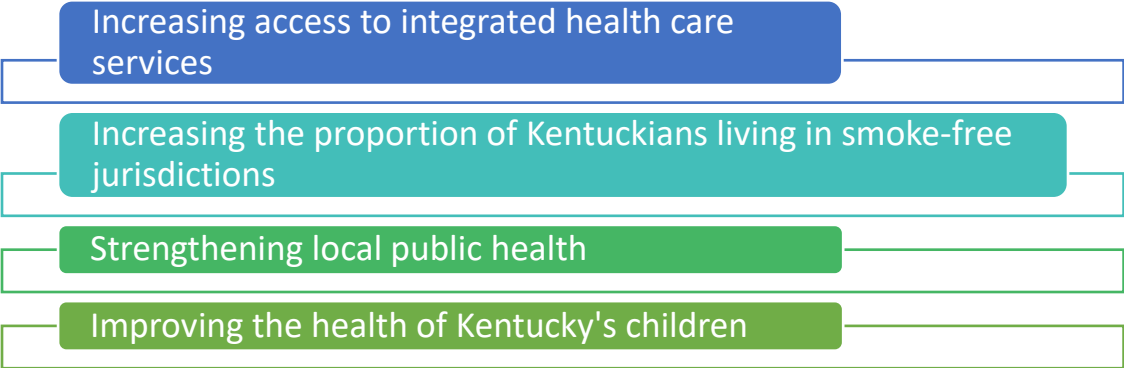 Increasing access to integrated health care
services
Increasing the proportion of Kentuckians living in smoke-free
jurisdictions
Strengthening local public health
Improving the health of Kentucky's children